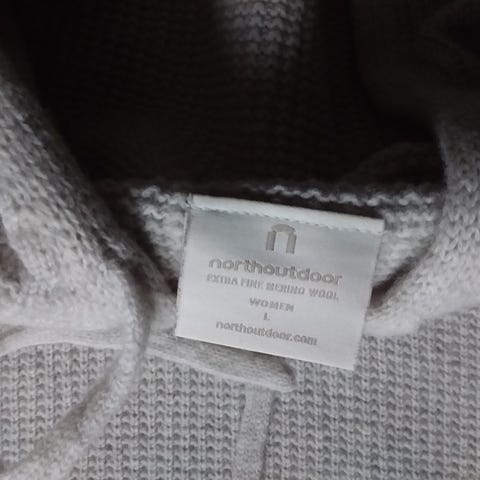 northoutdoor
EXTRA FINE MERINO WOOL
WOMEN
L
northoutdoor.com